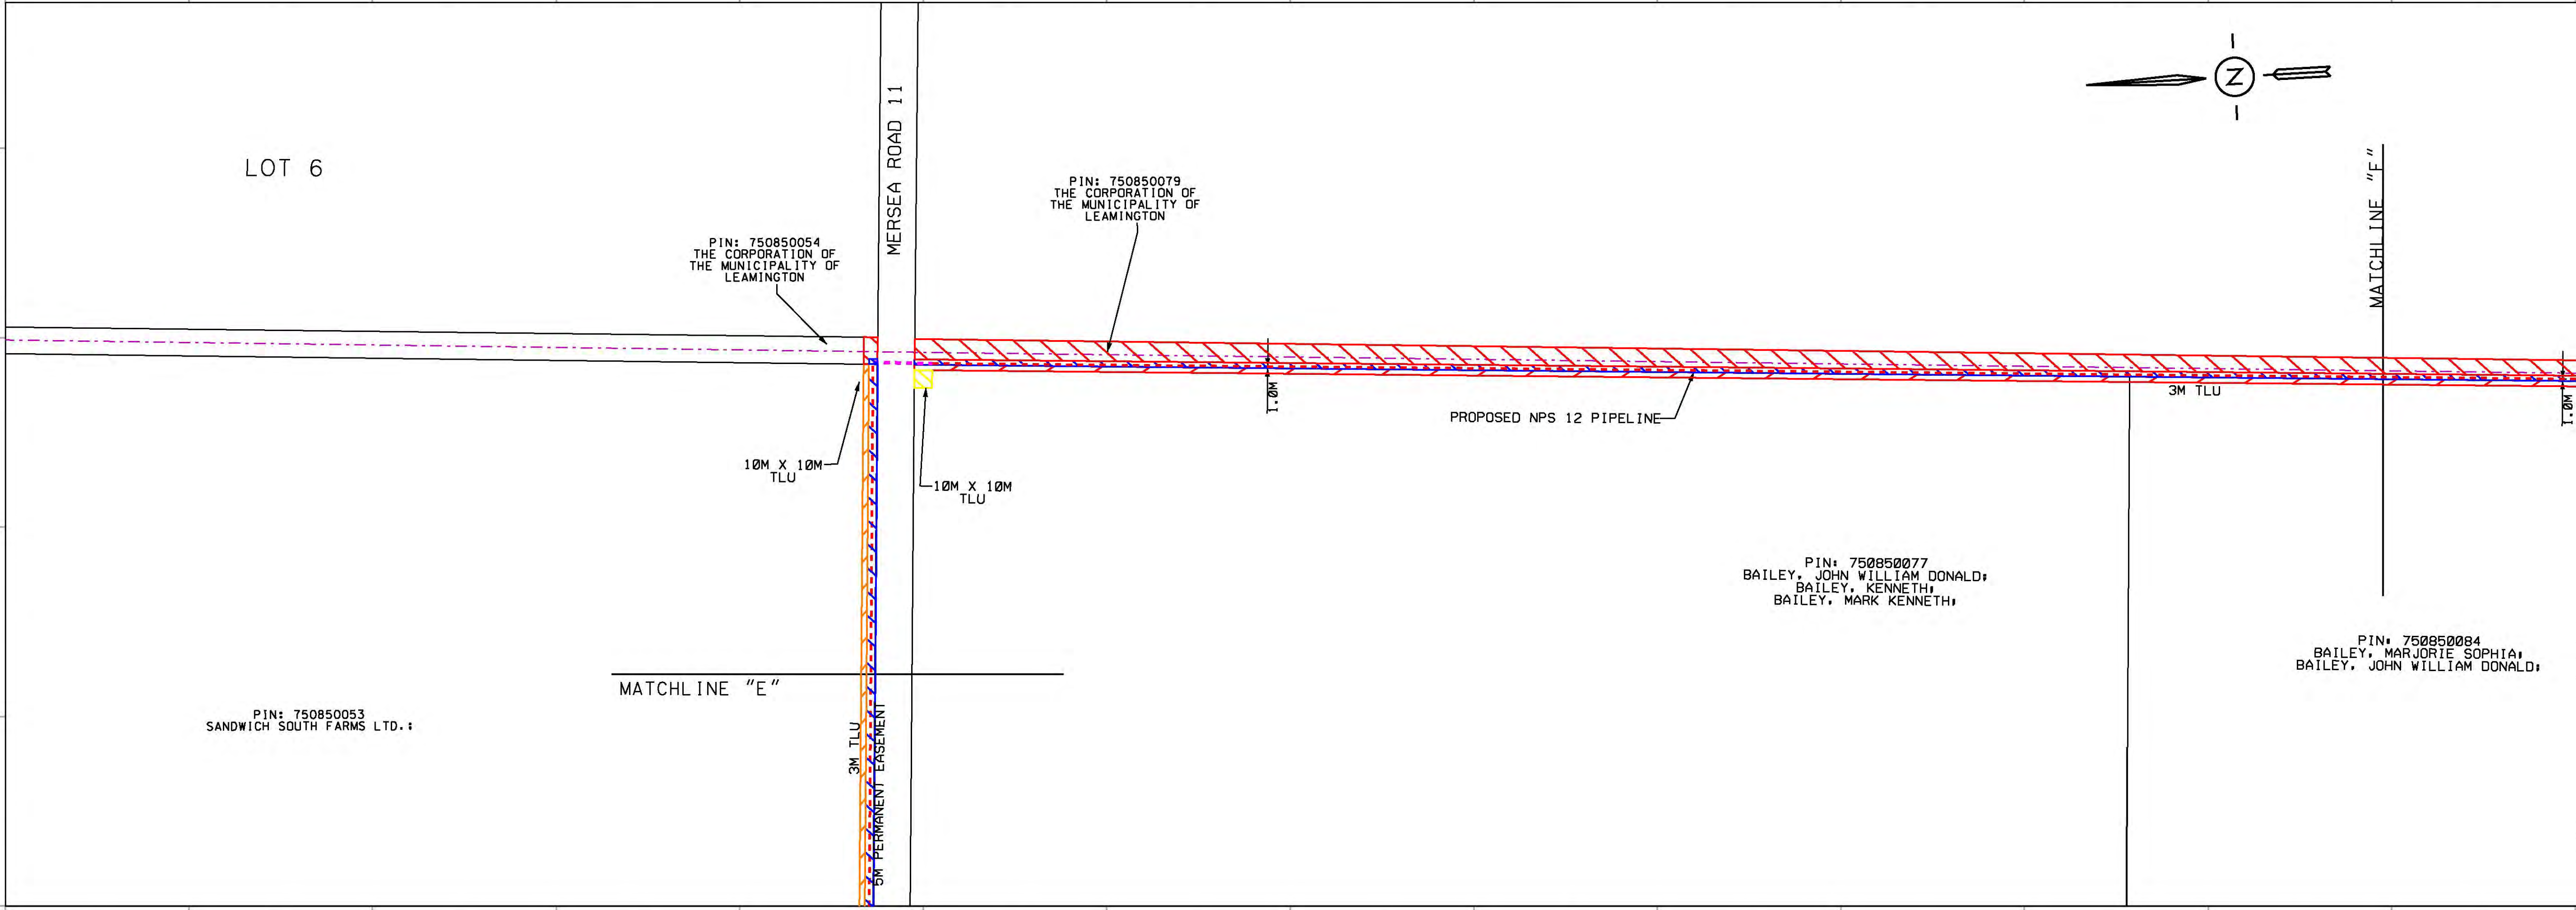 LOT 6
MERSEA ROAD 11
PIN: 750850079
THE CORPORATION OF
THE MUNICIPALITY OF
LEAMINGTON
PIN: 750850054
THE CORPORATION OF
THE MUNICIPALITY OF
LEAMINGTON
Z
MATCHLINE "F"
10M X 10M
TLU
10M X 10M
TLU
1.0M
PROPOSED NPS 12 PIPELINE
3M TLU
1.0M
PIN: 750850077
BAILEY, JOHN WILLIAM DONALD;
BAILEY, KENNETH;
BAILEY, MARK KENNETH;
PIN: 750850084
BAILEY, MARJORIE SOPHIA;
BAILEY, JOHN WILLIAM DONALD;
MATCHLINE "E"
PIN: 750850053
SANDWICH SOUTH FARMS LTD.;
3M TLU
5M PERMANENT EASEMENT